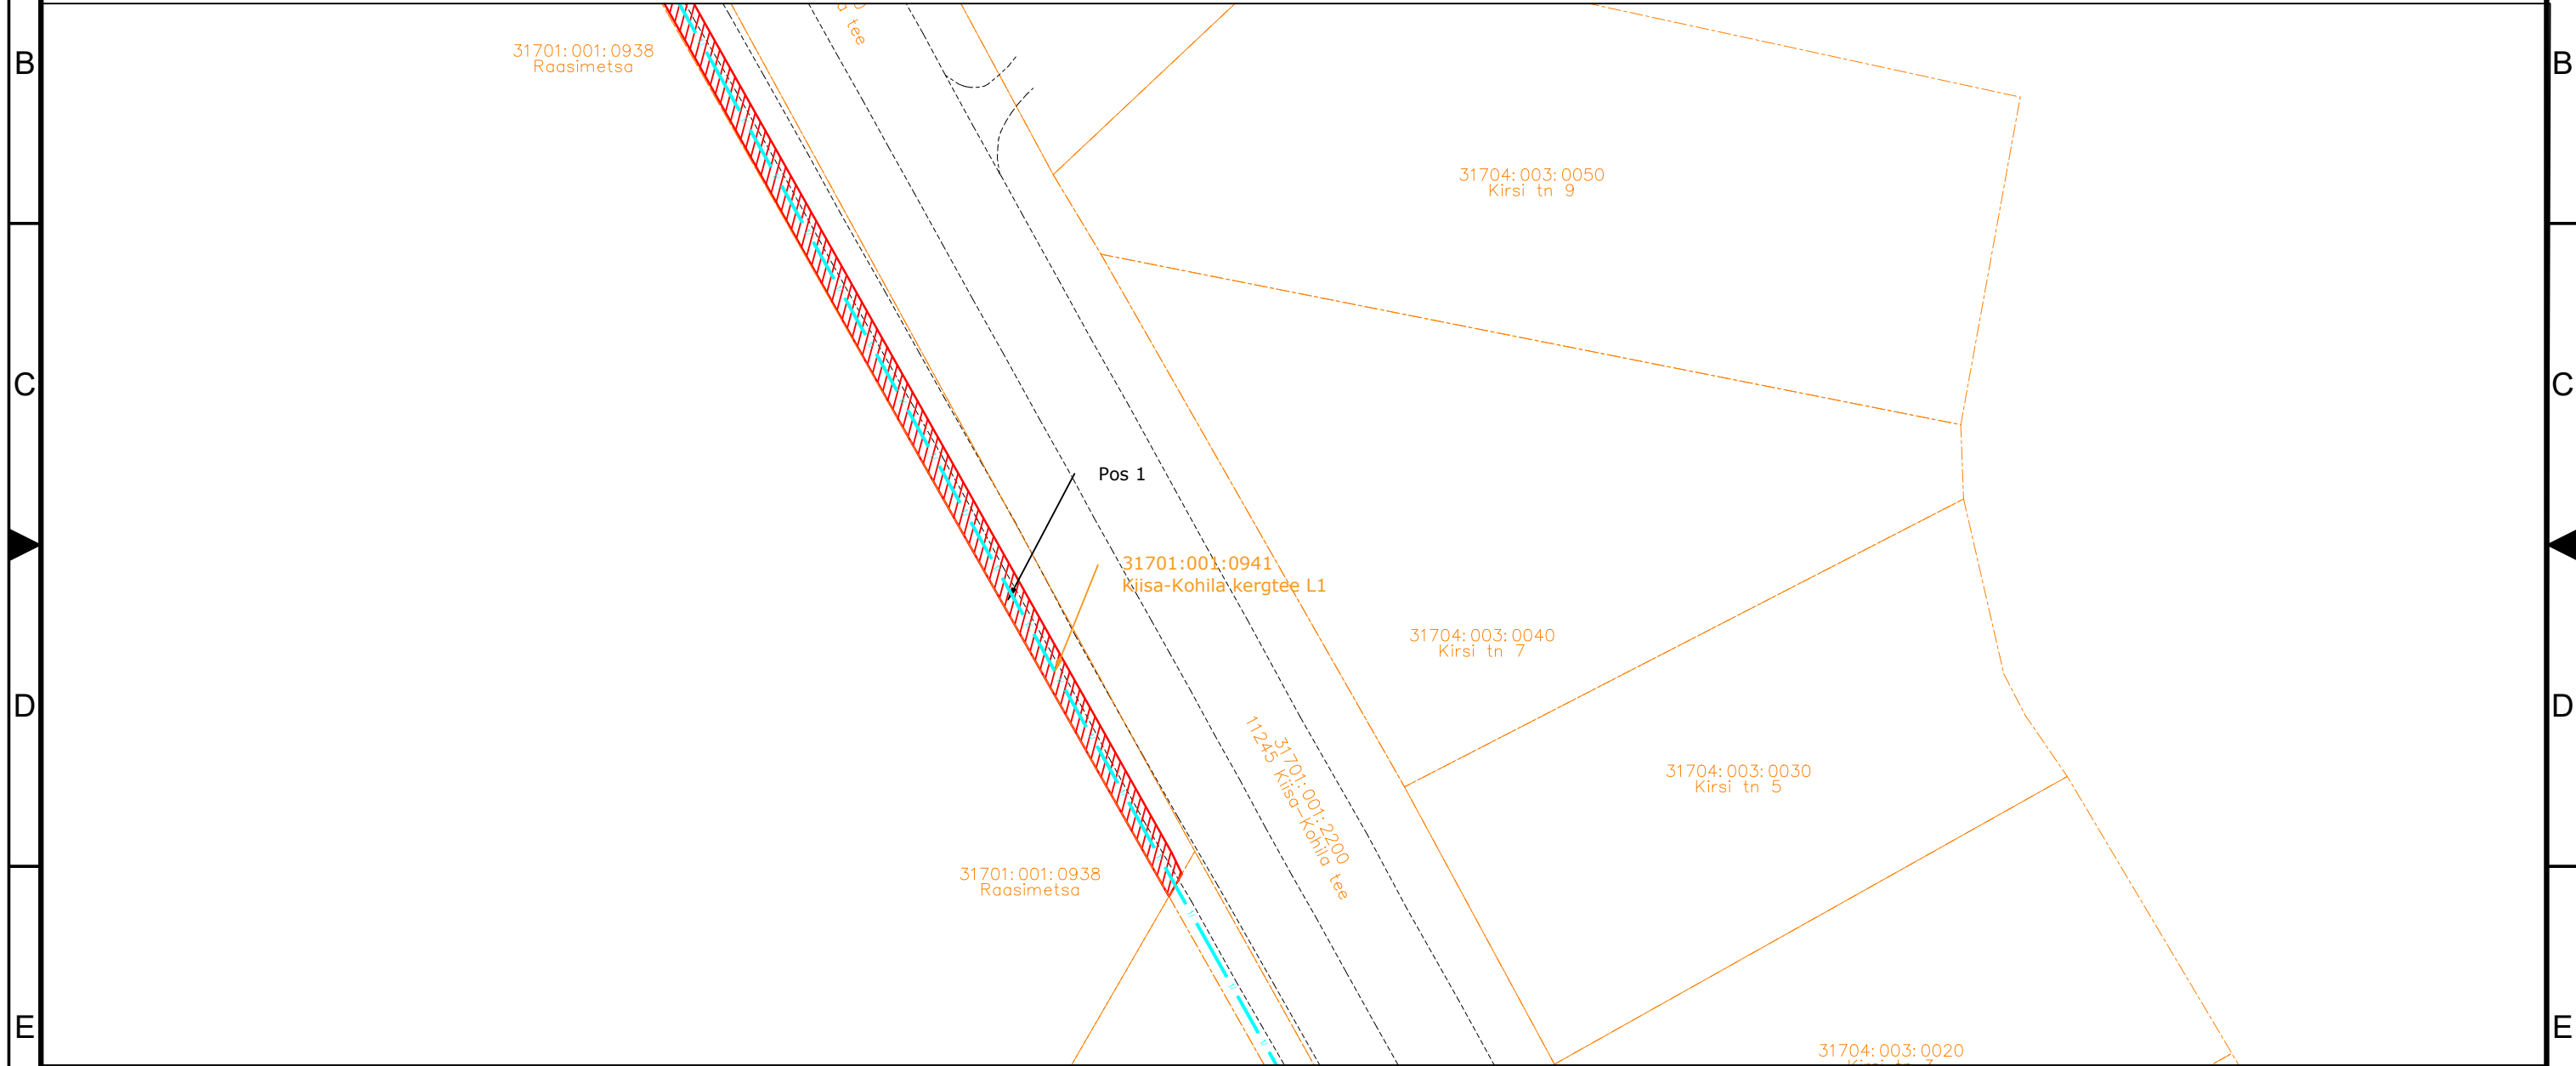 B
B
31701:001:0938
Raasimetsa
a tee
31704:003:0050
Kirsi tn 9
C
C
Pos 1
31701:001:0941
Kiisa-Kohila kergtee L1
31704:003:0040
Kirsi tn 7
D
D
31701:001:2200
11245 Kiisa-Kohila tee
31704:003:0030
Kirsi tn 5
31701:001:0938
Raasimetsa
E
E
31704:003:0020